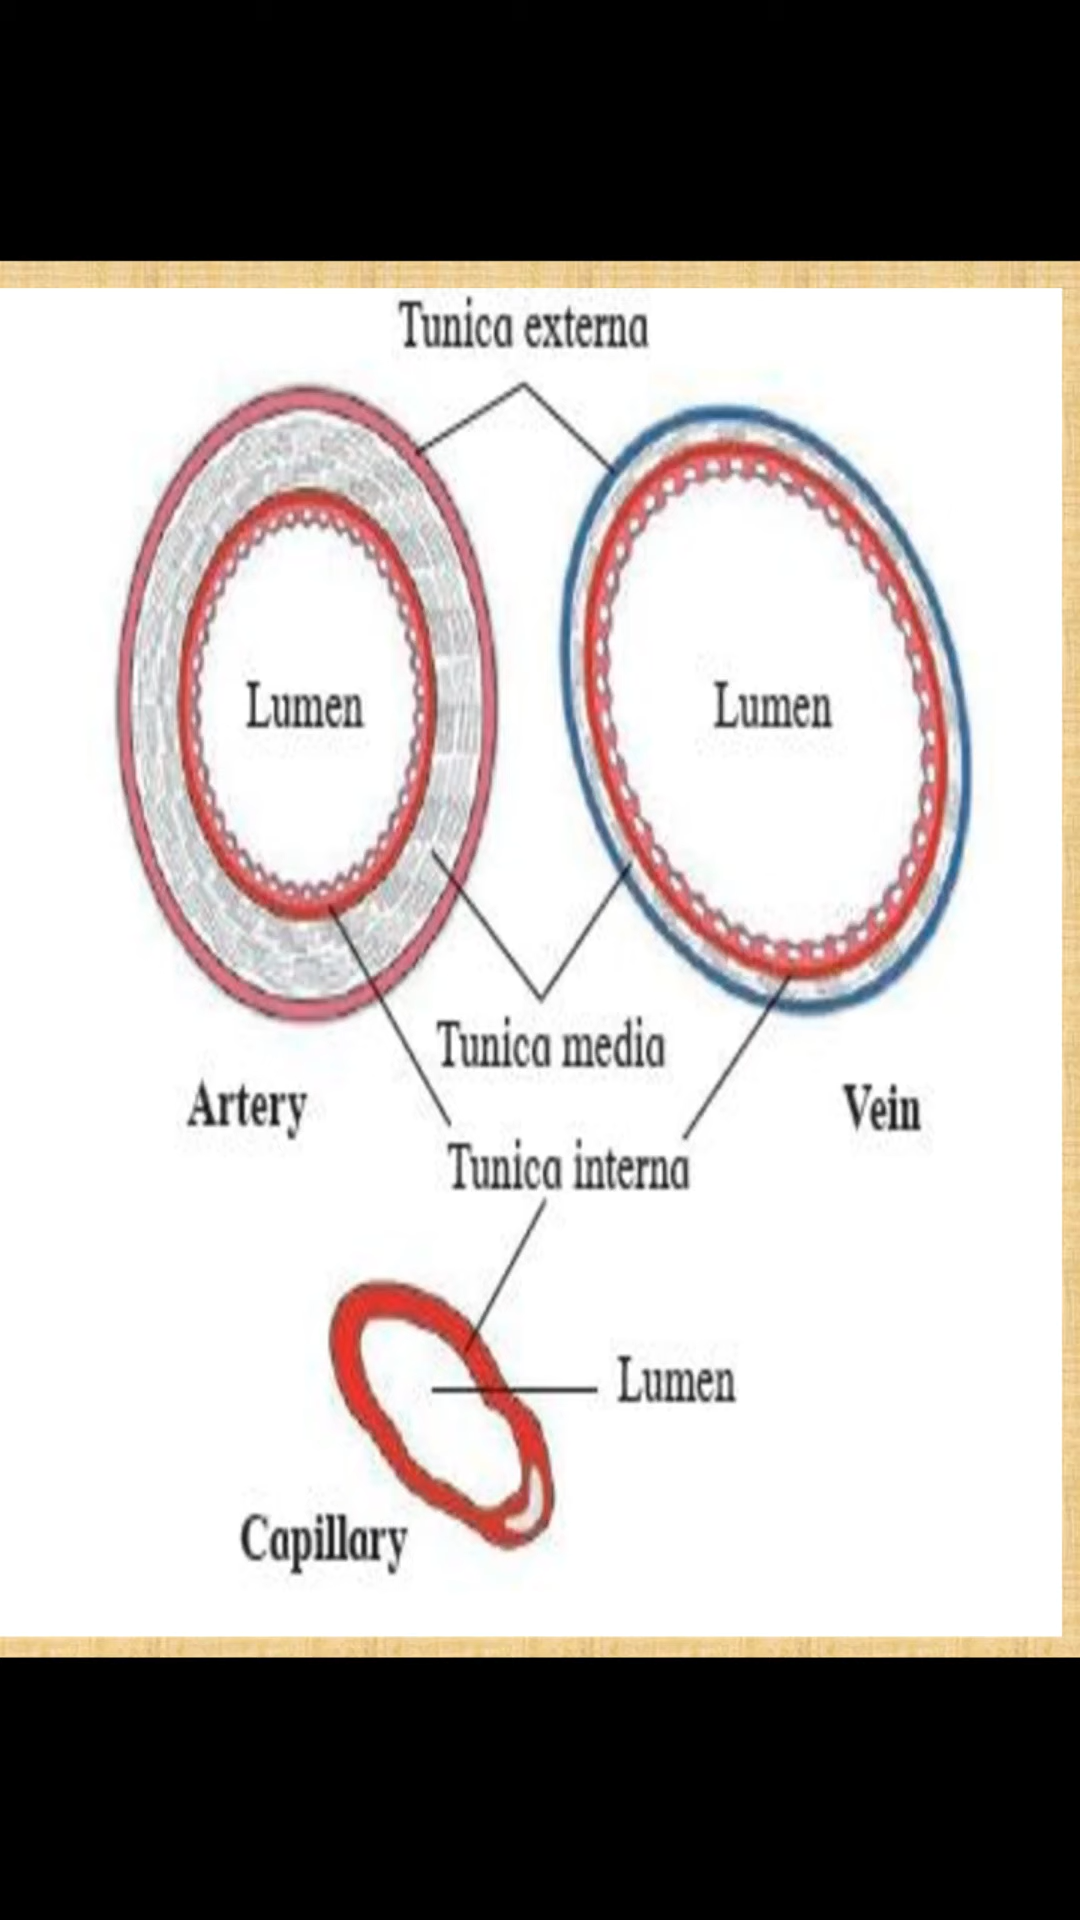 Tunica externa
Lumen
Lumen
Tunica media
Artery
Vein
Tunica interna
Lumen
Capillary